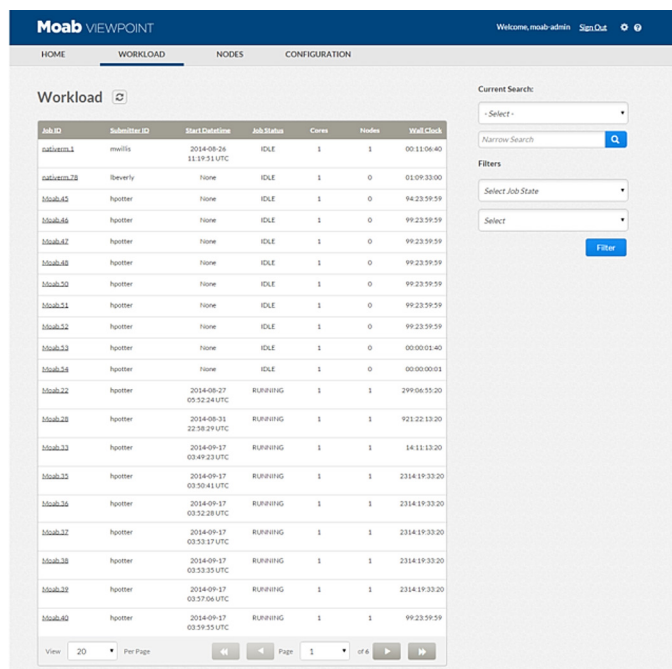 Moab VIEWPOINT
Welcome, moab-admin Sign Out
HOME WORKLOAD NODES CONFIGURATION
Workload
Job ID Submitter ID Start Datetime Job Status Cores Nodes Wall Clock
nativerm.1 mwillis 2014-08-26 11:19:51 UTC IDLE 1 1 00:11:06:40
nativerm.78 lbeverly None IDLE 1 0 01:09:33:00
Moab.45 hpotter None IDLE 1 0 94:23:59:59
Moab.46 hpotter None IDLE 1 0 99:23:59:59
Moab.47 hpotter None IDLE 1 0 99:23:59:59
Moab.48 hpotter None IDLE 1 0 99:23:59:59
Moab.50 hpotter None IDLE 1 0 99:23:59:59
Moab.51 hpotter None IDLE 1 0 99:23:59:59
Moab.52 hpotter None IDLE 1 0 99:23:59:59
Moab.53 hpotter None IDLE 1 0 00:00:01:40
Moab.54 hpotter None IDLE 1 0 00:00:00:01
Moab.22 hpotter 2014-08-27 05:52:24 UTC RUNNING 1 1 299:06:55:20
Moab.28 hpotter 2014-08-31 22:58:29 UTC RUNNING 1 1 921:22:13:20
Moab.33 hpotter 2014-09-17 03:49:23 UTC RUNNING 1 1 14:11:13:20
Moab.35 hpotter 2014-09-17 03:50:41 UTC RUNNING 1 1 2314:19:33:20
Moab.36 hpotter 2014-09-17 03:52:28 UTC RUNNING 1 1 2314:19:33:20
Moab.37 hpotter 2014-09-17 03:53:17 UTC RUNNING 1 1 2314:19:33:20
Moab.38 hpotter 2014-09-17 03:53:35 UTC RUNNING 1 1 2314:19:33:20
Moab.39 hpotter 2014-09-17 03:57:06 UTC RUNNING 1 1 2314:19:33:20
Moab.40 hpotter 2014-09-17 03:59:55 UTC RUNNING 1 1 99:23:59:59
View 20 Per Page Page 1 of 6
Current Search:
- Select -
Narrow Search
Filters
Select Job State
Select
Filter